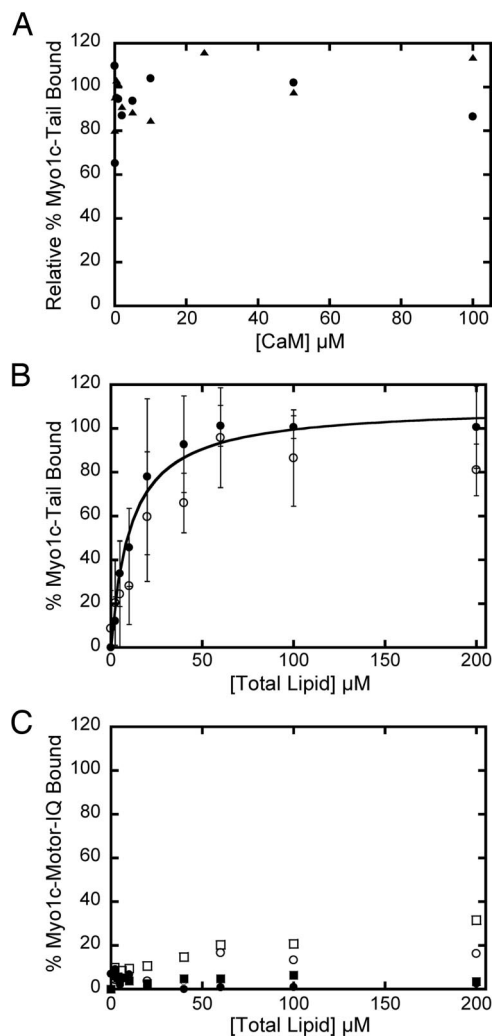 A
Relative % Myo1c-Tail Bound
120
100
80
60
40
20
0
0 20 40 60 80 100
[CaM] µM
B
% Myo1c-Tail Bound
120
100
80
60
40
20
0
0 50 100 150 200
[Total Lipid] µM
C
% Myo1c-Motor-IQ Bound
120
100
80
60
40
20
0
0 50 100 150 200
[Total Lipid] µM